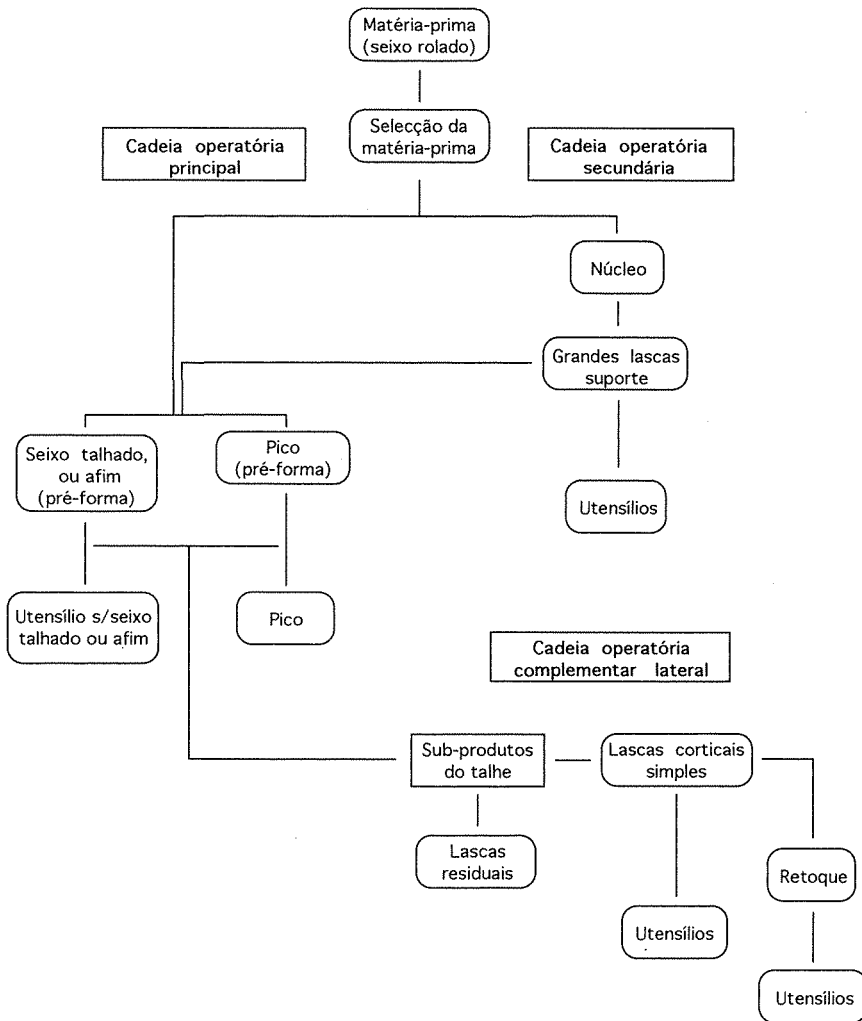 Matéria-prima
(seixo rolado)
Cadeia operatória
principal
Selecção da
matéria-prima
Cadeia operatória
secundária
Núcleo
Grandes lascas
suporte
Seixo talhado,
ou afim
(pré-forma)
Pico
(pré-forma)
Utensílios
Utensílio s/seixo
talhado ou afim
Pico
Cadeia operatória
complementar lateral
Sub-produtos
do talhe
Lascas corticais
simples
Lascas
residuais
Retoque
Utensílios
Utensílios